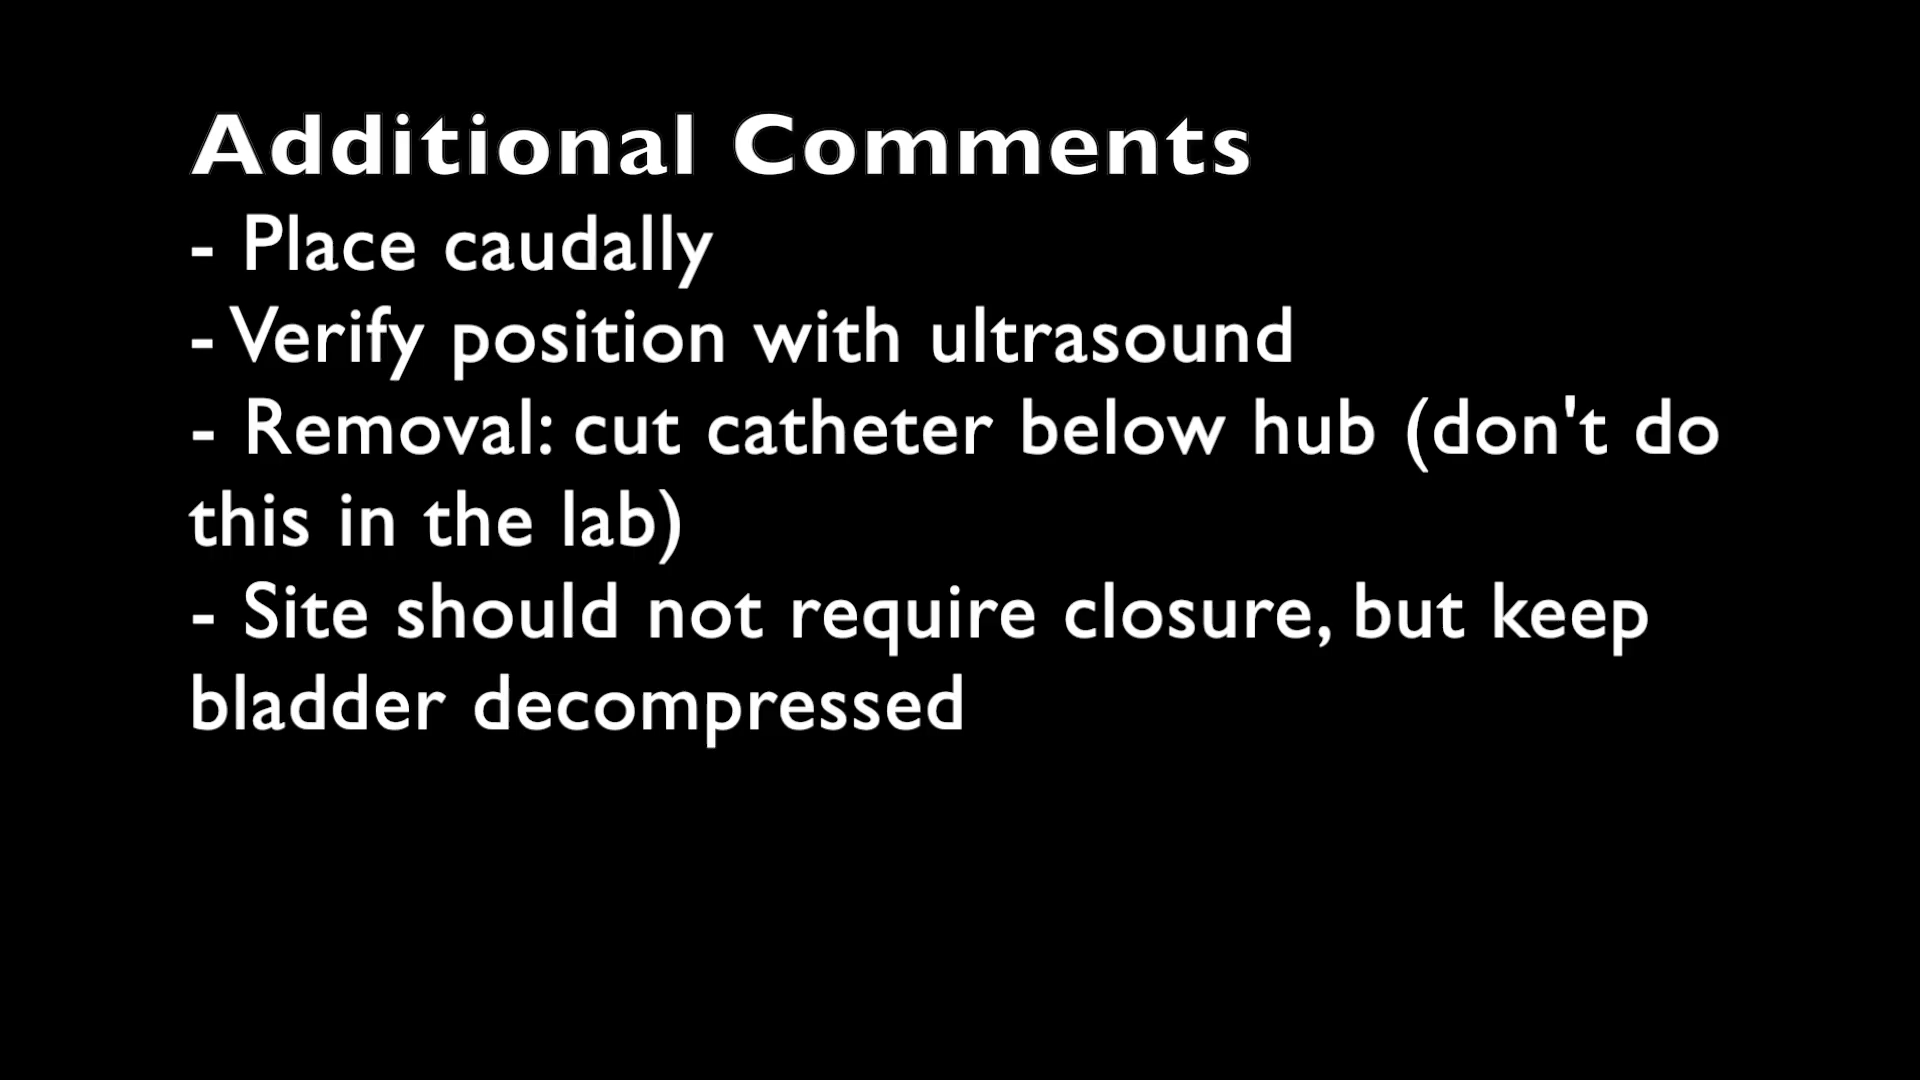 Additional Comments
- Place caudally
- Verify position with ultrasound
- Removal: cut catheter below hub (don't do
this in the lab)
- Site should not require closure, but keep
bladder decompressed